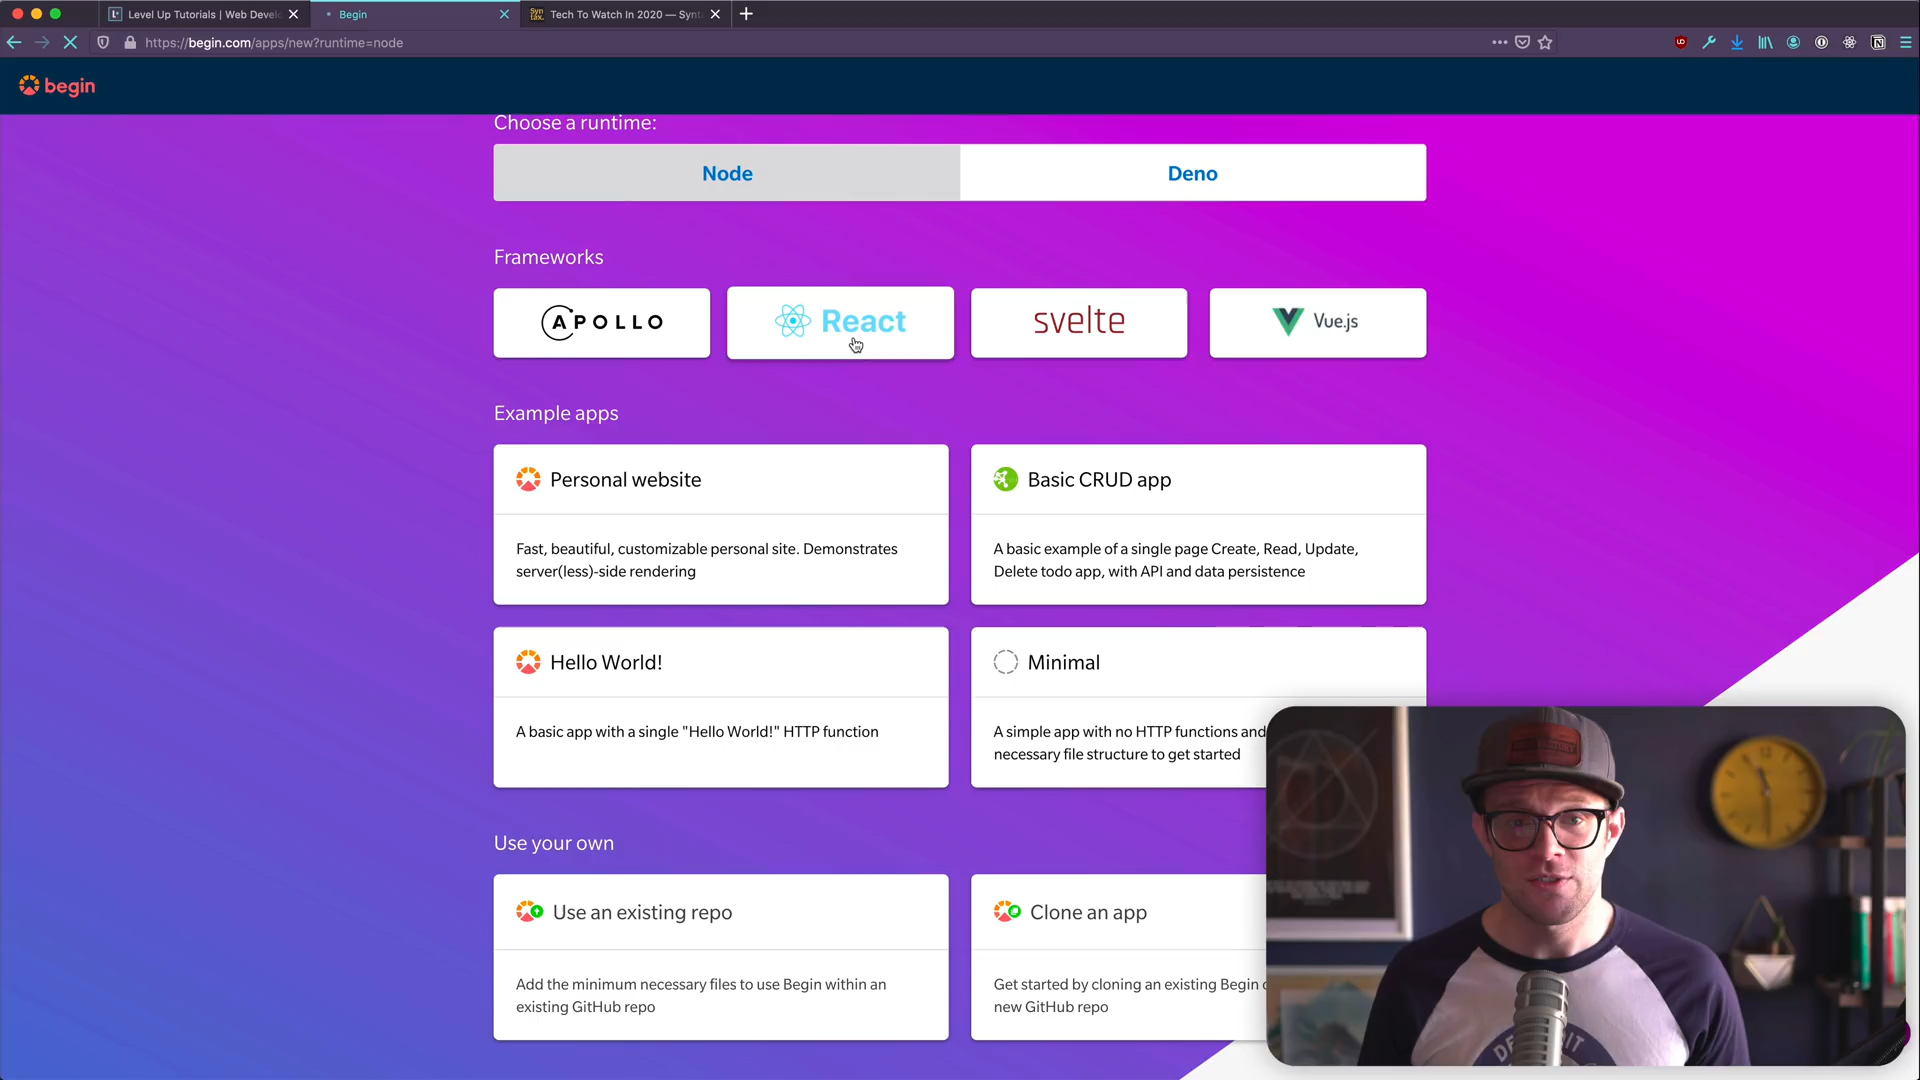 Level Up Tutorials | Web Devel
Begin
Syn
tax.
Tech To Watch In 2020 — Synt
https://begin.com/apps/new?runtime=node
begin
Choose a runtime:
Node
Deno
Frameworks
APOLLO
React
svelte
Vue.js
Example apps
Personal website
Fast, beautiful, customizable personal site. Demonstrates
server(less)-side rendering
Basic CRUD app
A basic example of a single page Create, Read, Update,
Delete todo app, with API and data persistence
Hello World!
A basic app with a single "Hello World!" HTTP function
Minimal
A simple app with no HTTP functions and
necessary file structure to get started
Use your own
Use an existing repo
Add the minimum necessary files to use Begin within an
existing GitHub repo
Clone an app
Get started by cloning an existing Begin
new GitHub repo